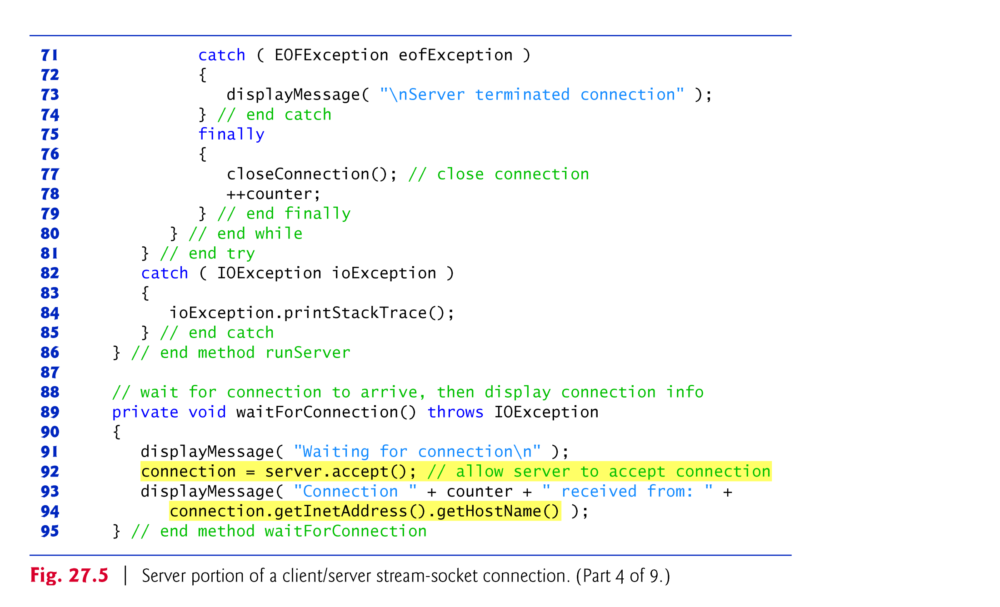 71 catch ( EOFException eofException )
72 {
73 displayMessage( "\nServer terminated connection" );
74 } // end catch
75 finally
76 {
77 closeConnection(); // close connection
78 ++counter;
79 } // end finally
80 } // end while
81 } // end try
82 catch ( IOException ioException )
83 {
84 ioException.printStackTrace();
85 } // end catch
86 } // end method runServer
87
88 // wait for connection to arrive, then display connection info
89 private void waitForConnection() throws IOException
90 {
91 displayMessage( "Waiting for connection\n" );
92 connection = server.accept(); // allow server to accept connection
93 displayMessage( "Connection " + counter + " received from: " +
94 connection.getInetAddress().getHostName() );
95 } // end method waitForConnection
Fig. 27.5 | Server portion of a client/server stream-socket connection. (Part 4 of 9.)